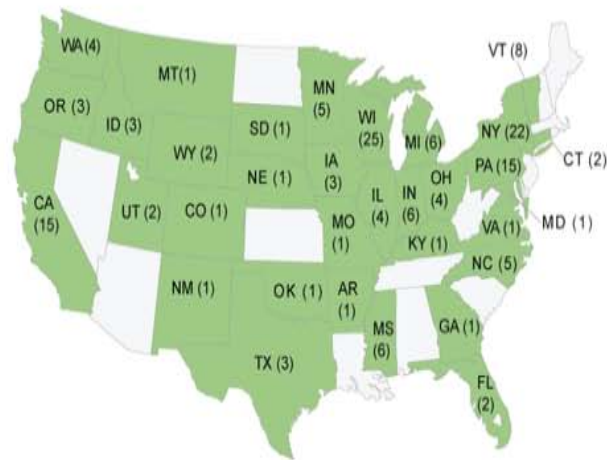 WA(4)
MT(1)
MN
(5)
VT (8)
OR (3)
ID (3)
SD (1)
WI
(25)
MI (6)
NY (22)
WY (2)
IA
(3)
PA (15)
CT (2)
CA
(15)
UT (2)
CO (1)
NE (1)
IL
(4)
IN
(6)
OH
(4)
MO
(1)
KY (1)
VA(1)
MD (1)
NC (5)
NM (1)
OK (1)
AR
(1)
MS
(6)
GA (1)
TX (3)
FL
(2)